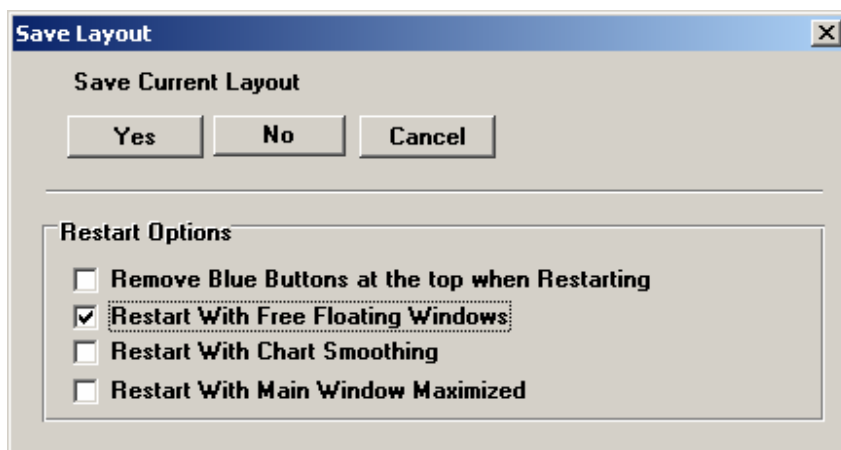 Save Layout
Save Current Layout
Yes No Cancel
Restart Options
Remove Blue Buttons at the top when Restarting
Restart With Free Floating Windows
Restart With Chart Smoothing
Restart With Main Window Maximized